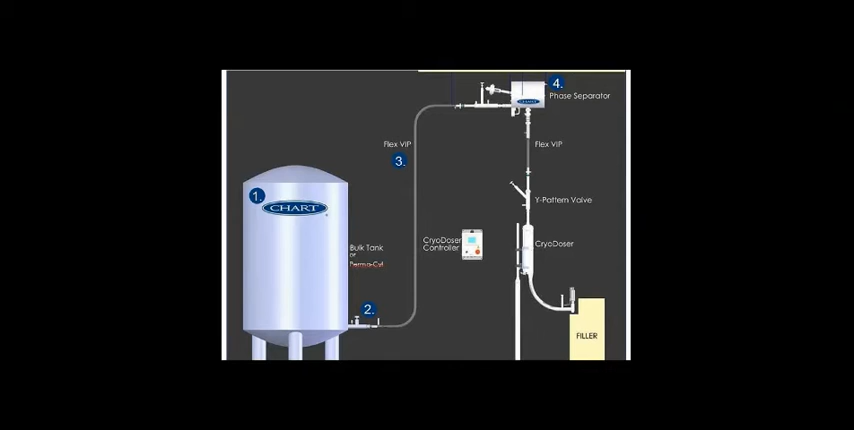 4.
CHART
Phase Separator
Flex VIP
3.
Flex VIP
1.
CHART
Y-Pattern Valve
Bulk Tank
or
Perma-Cyl
CryoDoser
Controller
CryoDoser
2.
FILLER